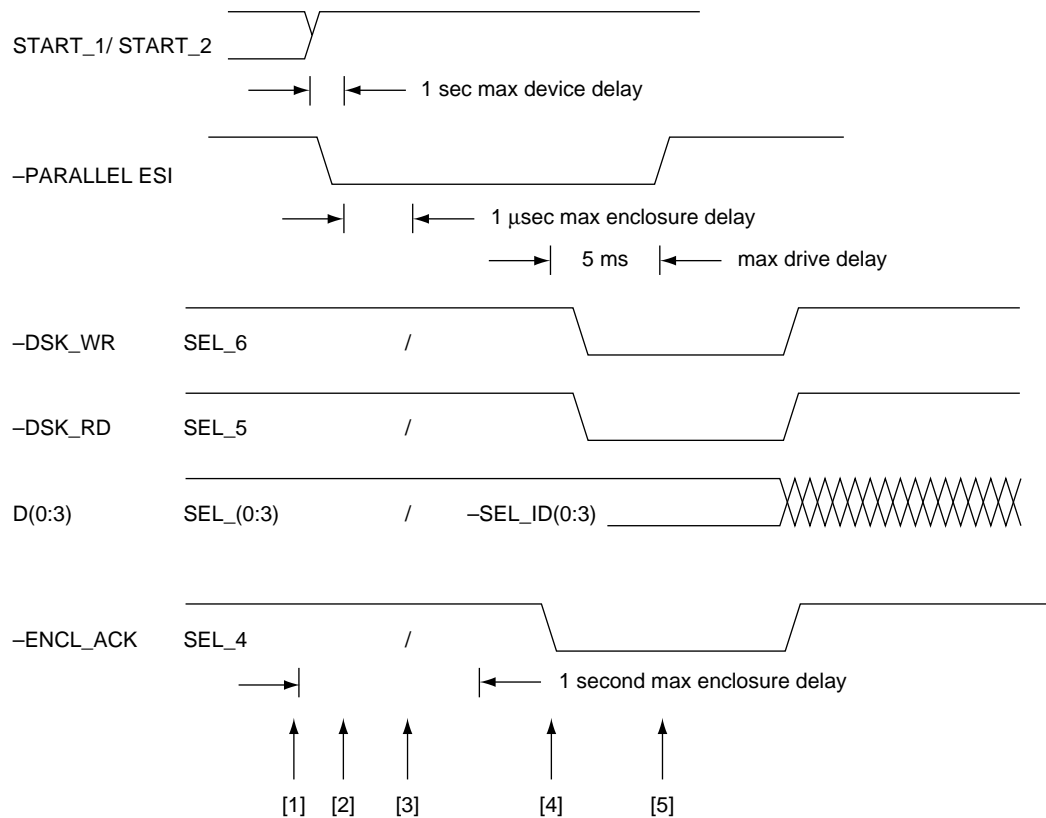 START_1/ START_2
1 sec max device delay
–PARALLEL ESI
1 μsec max enclosure delay
5 ms max drive delay
–DSK_WR SEL_6 /
–DSK_RD SEL_5 /
D(0:3) SEL_(0:3) / –SEL_ID(0:3)
–ENCL_ACK SEL_4 /
1 second max enclosure delay
[1] [2] [3] [4] [5]